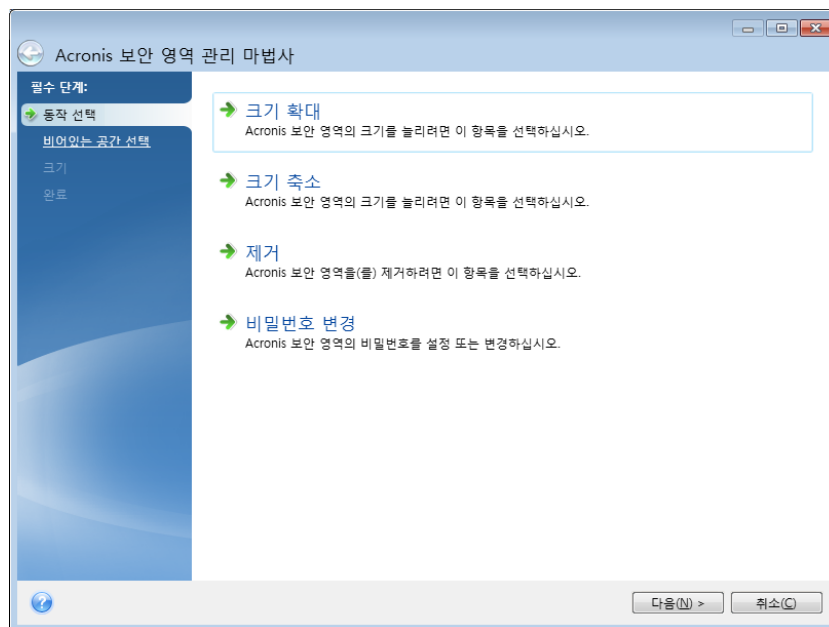 Acronis 보안 영역 관리 마법사
필수 단계:
동작 선택
비어있는 공간 선택
크기
완료
크기 확대
Acronis 보안 영역의 크기를 늘리려면 이 항목을 선택하십시오.
크기 축소
Acronis 보안 영역의 크기를 늘리려면 이 항목을 선택하십시오.
제거
Acronis 보안 영역을(를) 제거하려면 이 항목을 선택하십시오.
비밀번호 변경
Acronis 보안 영역의 비밀번호를 설정 또는 변경하십시오.
다음(N) >
취소(C)